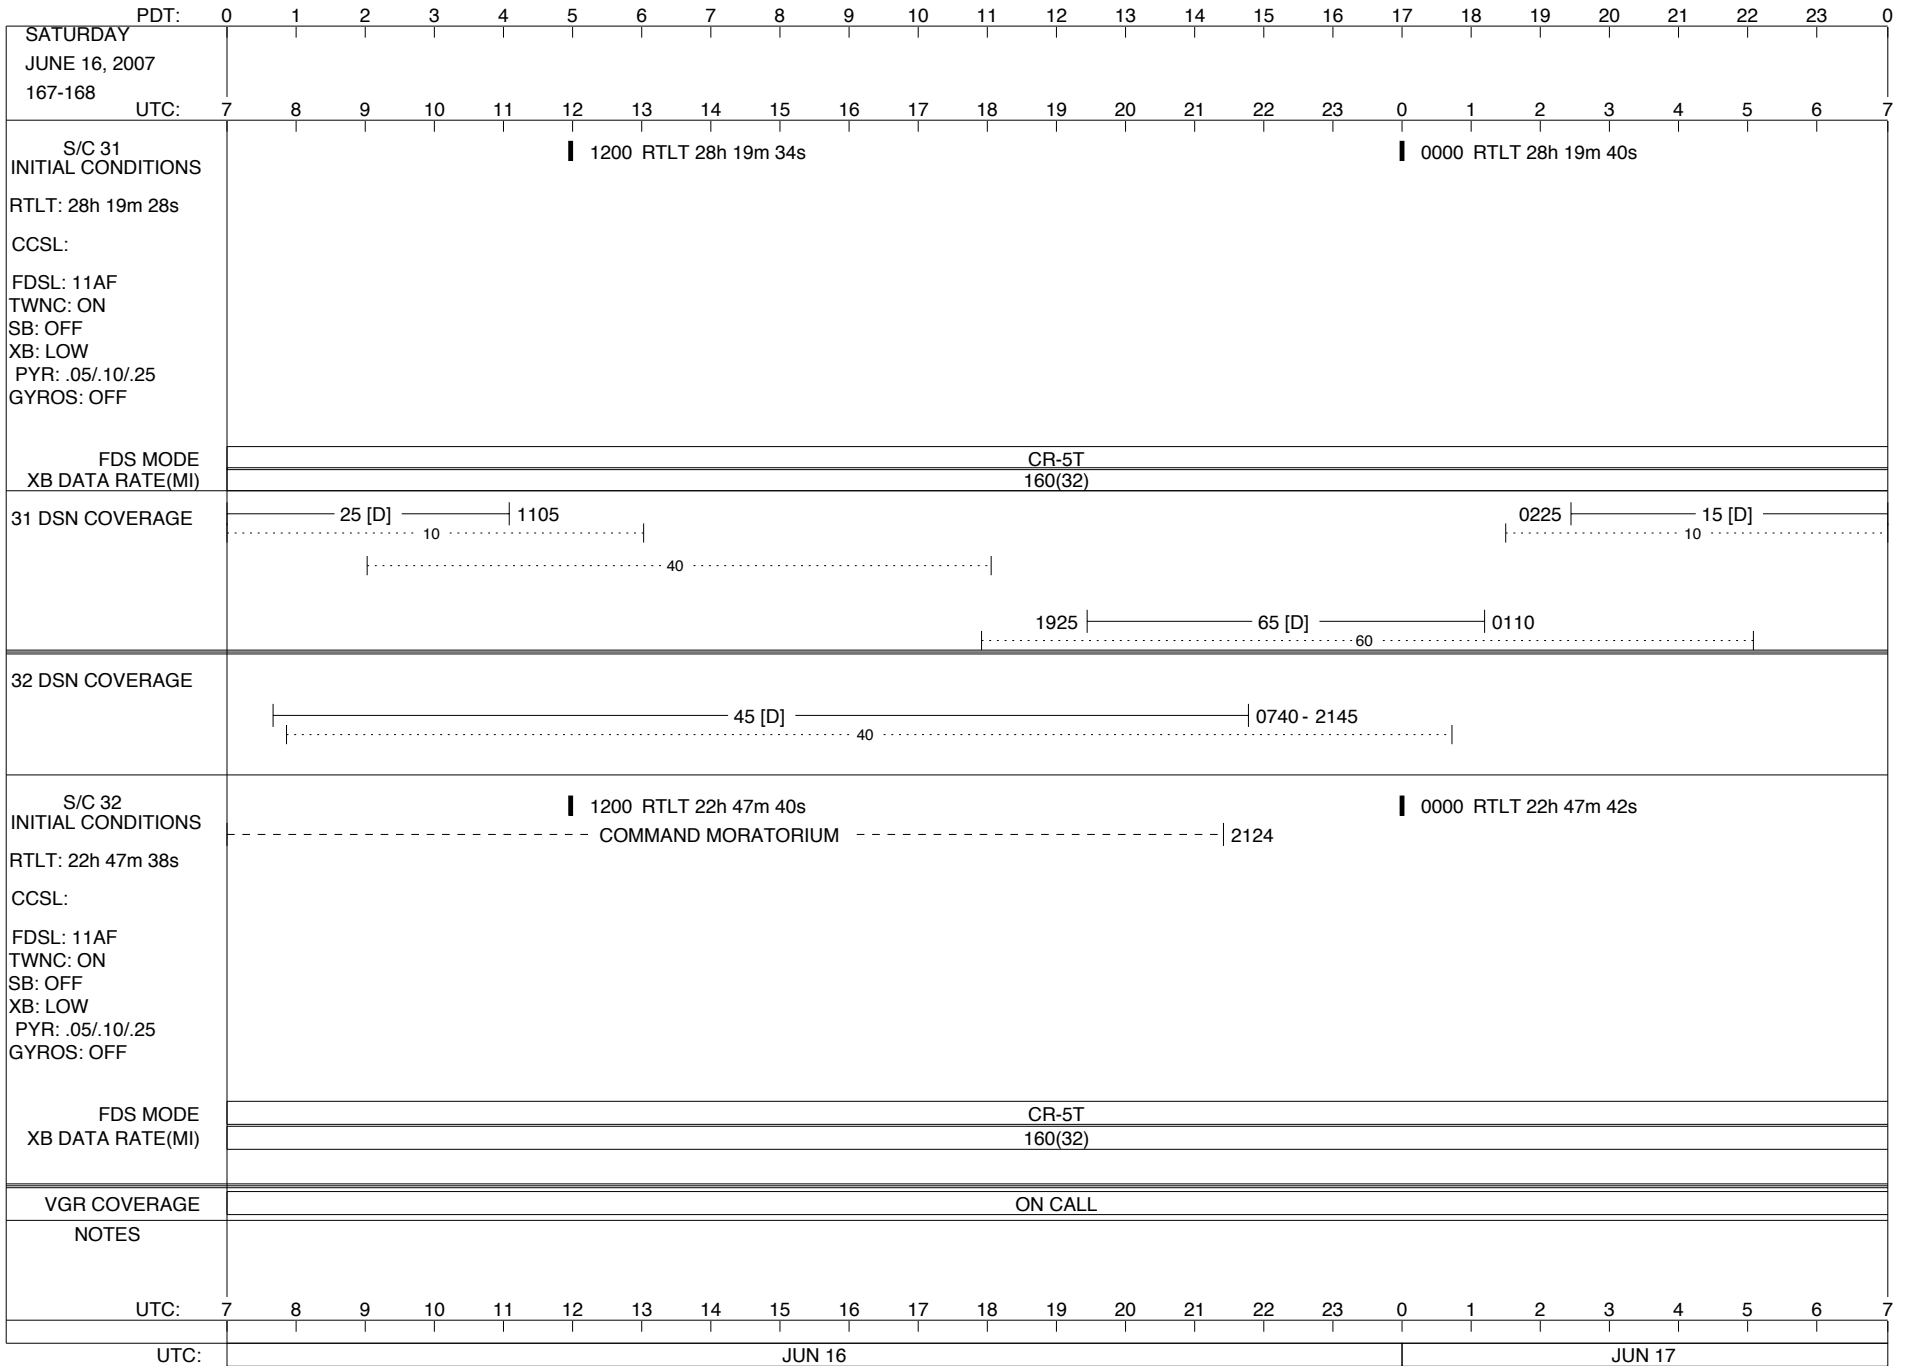 PDT: 0 1 2 3 4 5 6 7 8 9 10 11 12 13 14 15 16 17 18 19 20 21 22 23 0
SATURDAY
JUNE 16, 2007
167-168
UTC: 7 8 9 10 11 12 13 14 15 16 17 18 19 20 21 22 23 0 1 2 3 4 5 6 7
S/C 31
INITIAL CONDITIONS
1200 RTLT 28h 19m 34s
0000 RTLT 28h 19m 40s
RTLT: 28h 19m 28s
CCSL:
FDSL: 11AF
TWNC: ON
SB: OFF
XB: LOW
PYR: .05/.10/.25
GYROS: OFF
FDS MODE CR-5T
XB DATA RATE(MI) 160(32)
31 DSN COVERAGE
25 [D] 1105
0225 15 [D]
10
10
40
1925 65 [D] 0110
60
32 DSN COVERAGE
45 [D] 0740 - 2145
40
S/C 32
INITIAL CONDITIONS
1200 RTLT 22h 47m 40s
0000 RTLT 22h 47m 42s
COMMAND MORATORIUM 2124
RTLT: 22h 47m 38s
CCSL:
FDSL: 11AF
TWNC: ON
SB: OFF
XB: LOW
PYR: .05/.10/.25
GYROS: OFF
FDS MODE CR-5T
XB DATA RATE(MI) 160(32)
VGR COVERAGE ON CALL
NOTES
UTC: 7 8 9 10 11 12 13 14 15 16 17 18 19 20 21 22 23 0 1 2 3 4 5 6 7
UTC: JUN 16 JUN 17